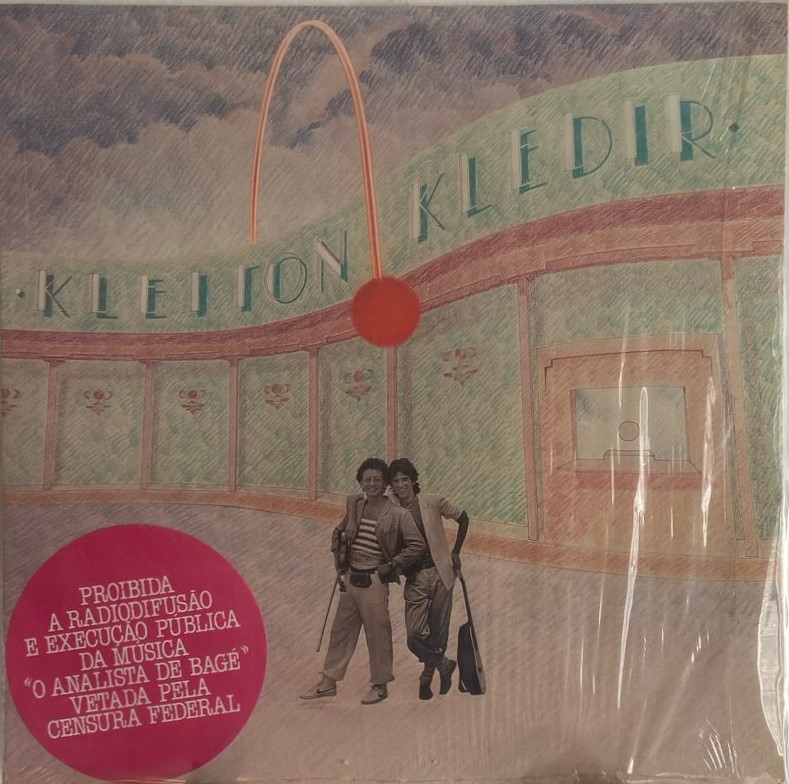 • KLEITON KLEDIR •
PROIBIDA
A RADIODIFUSÃO
E EXECUÇÃO PÚBLICA
DA MÚSICA
“O ANALISTA DE BAGÉ”
VETADA PELA
CENSURA FEDERAL